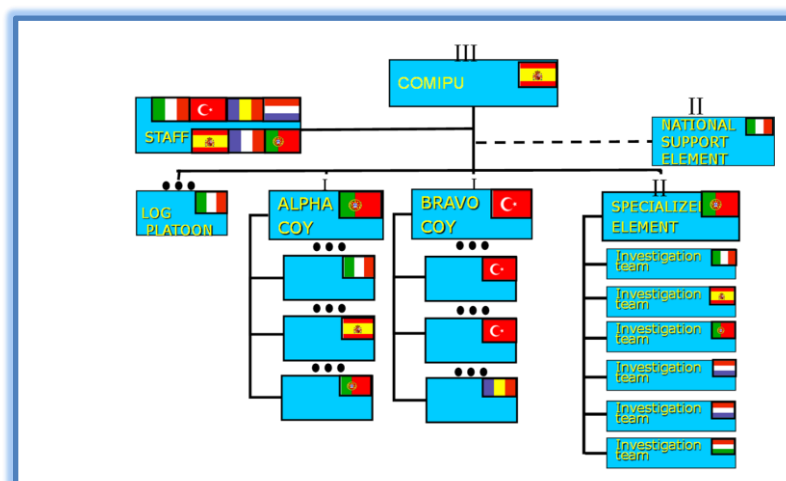 III
COMIPU
STAFF
II
NATIONAL
SUPPORT
ELEMENT
LOG
PLATOON
I
ALPHA
COY
I
BRAVO
COY
II
SPECIALIZE
ELEMENT
Investigation
team
Investigation
team
Investigation
team
Investigation
team
Investigation
team
Investigation
team